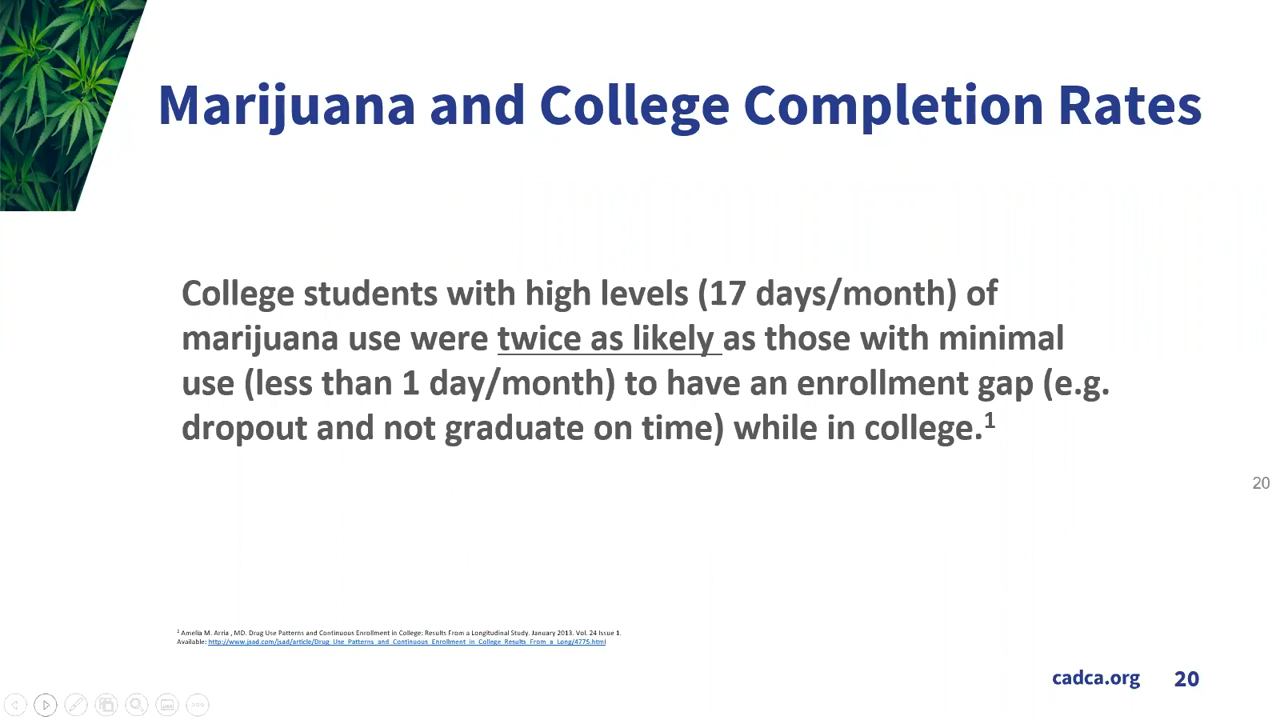 Marijuana and College Completion Rates
College students with high levels (17 days/month) of
marijuana use were twice as likely as those with minimal
use (less than 1 day/month) to have an enrollment gap (e.g.
dropout and not graduate on time) while in college.1
20
1 Amelia M. Arria , MD. Drug Use Patterns and Continuous Enrollment in College: Results From a Longitudinal Study. January 2013. Vol. 24 Issue 1.
Available: http://www.jsad.com/jsad/article/Drug_Use_Patterns_and_Continuous_Enrollment_in_College_Results_From_a_Long/4775.html
cadca.org 20